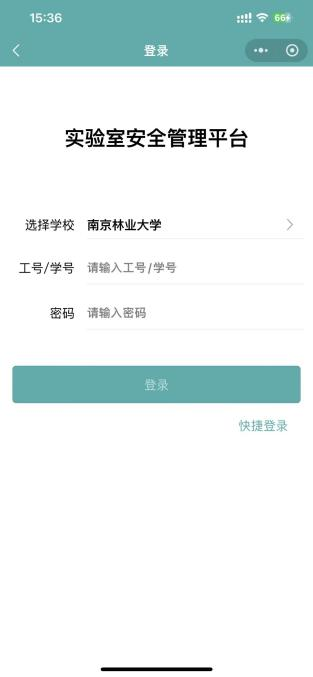 15:36
66
登录
实验室安全管理平台
选择学校 南京林业大学
工号/学号 请输入工号/学号
密码 请输入密码
登录
快捷登录